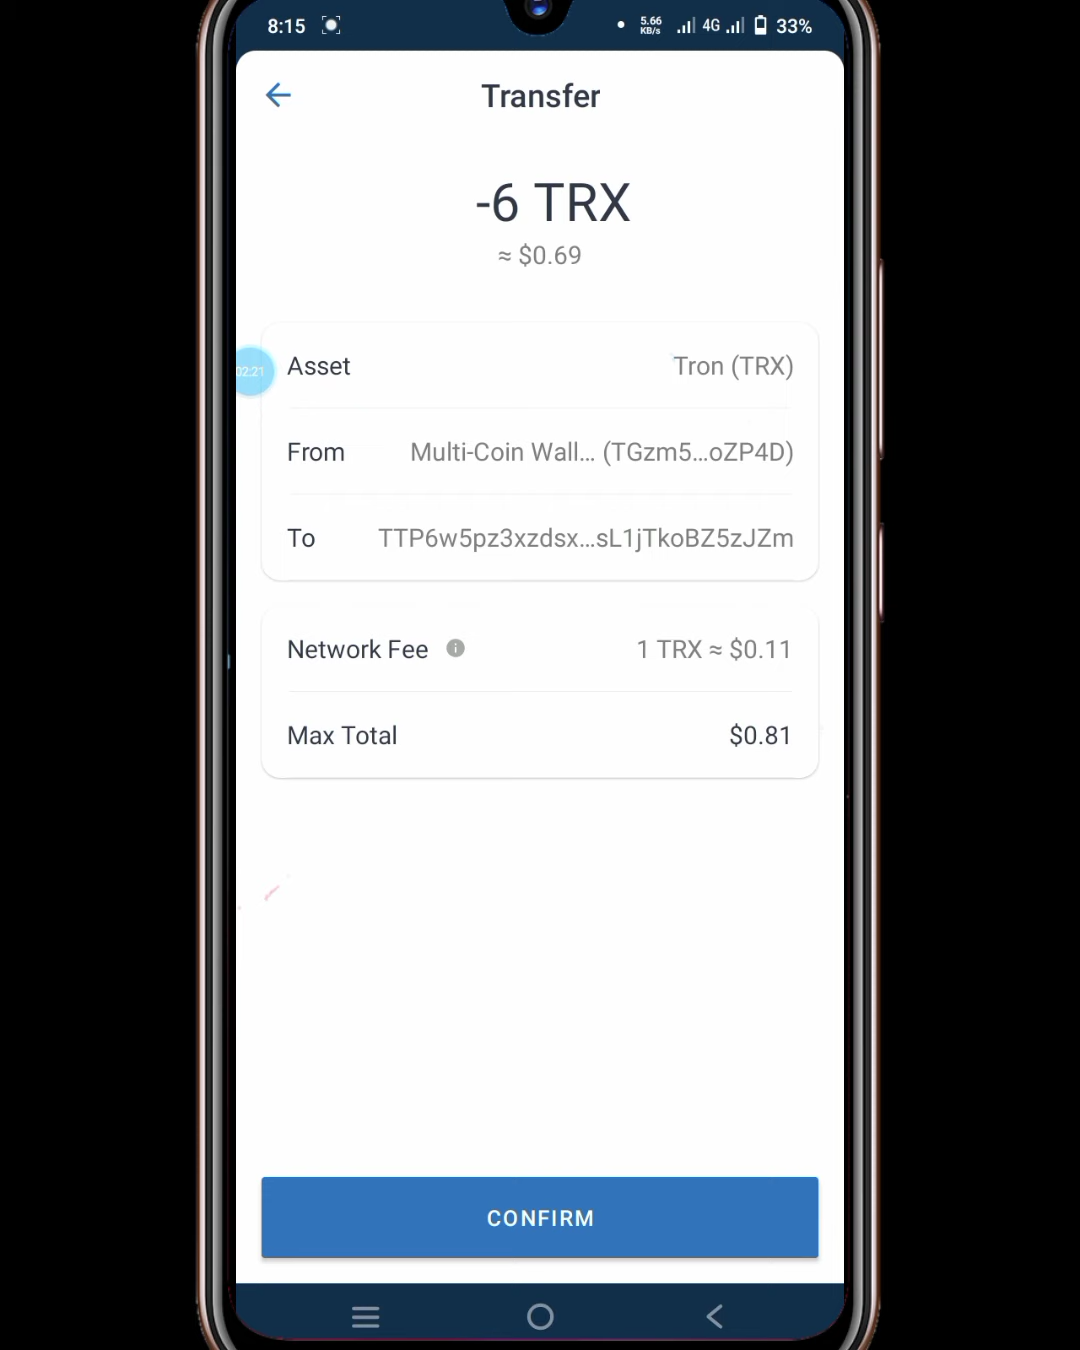 8:15 5.66 KB/s 4G 33%
Transfer
-6 TRX
≈ $0.69
02:21
Asset Tron (TRX)
From Multi-Coin Wall... (TGzm5...oZP4D)
To TTP6w5pz3xzdsx...sL1jTkoBZ5zJZm
Network Fee 1 TRX ≈ $0.11
Max Total $0.81
CONFIRM